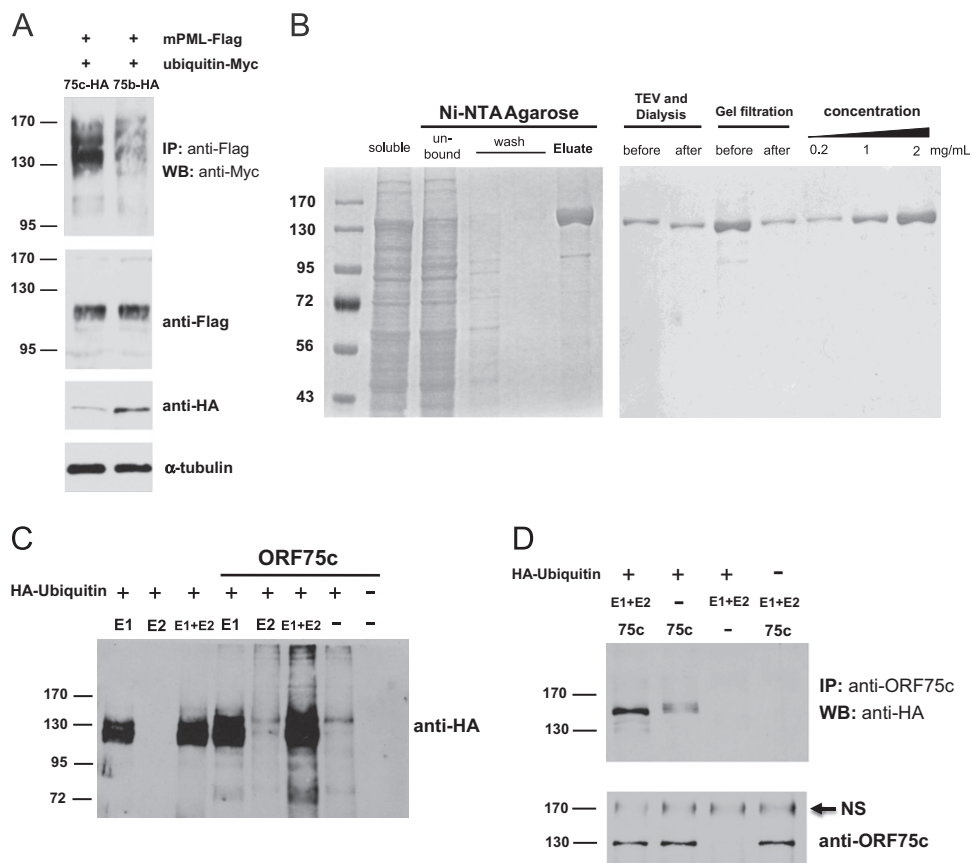 A
+ + mPML-Flag
+ + ubiquitin-Myc
75c-HA 75b-HA
170
130
95
IP: anti-Flag
WB: anti-Myc
170
130
95
anti-Flag
anti-HA
α-tubulin
B
Ni-NTA Agarose
soluble un-bound wash Eluate
170
130
95
72
56
43
TEV and Dialysis
before after
Gel filtration
before after
concentration
0.2 1 2 mg/mL
C
ORF75c
HA-Ubiquitin + + + + + + + - 
E1 E2 E1+E2 E1 E2 E1+E2 - -
170
130
95
72
anti-HA
D
HA-Ubiquitin + + + -
E1+E2 - E1+E2 E1+E2
75c 75c - 75c
170
130
IP: anti-ORF75c
WB: anti-HA
170
130
NS
anti-ORF75c